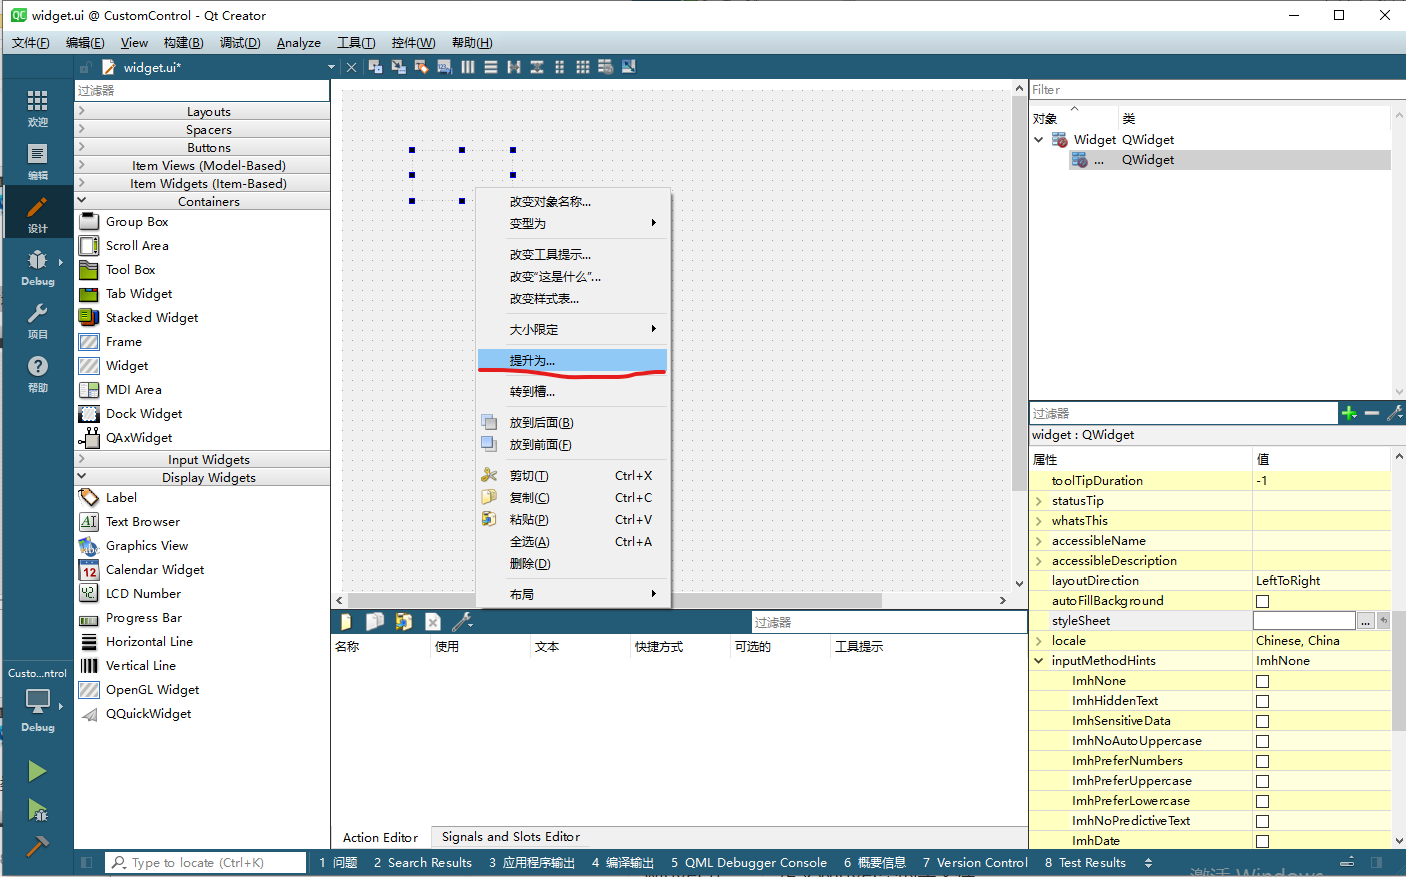 widget.ui @ CustomControl - Qt Creator
文件(F) 编辑(E) View 构建(B) 调试(D) Analyze 工具(T) 控件(W) 帮助(H)
widget.ui*
欢迎
编辑
设计
Debug
项目
帮助
Custo...ntrol
Debug
过滤器
Layouts
Spacers
Buttons
Item Views (Model-Based)
Item Widgets (Item-Based)
Containers
Group Box
Scroll Area
Tool Box
Tab Widget
Stacked Widget
Frame
Widget
MDI Area
Dock Widget
QAxWidget
Input Widgets
Display Widgets
Label
Text Browser
Graphics View
Calendar Widget
LCD Number
Progress Bar
Horizontal Line
Vertical Line
OpenGL Widget
QQuickWidget
改变对象名称...
变型为
改变工具提示...
改变“这是什么”...
改变样式表...
大小限定
提升为...
转到槽...
放到后面(B)
放到前面(F)
剪切(T) Ctrl+X
复制(C) Ctrl+C
粘贴(P) Ctrl+V
全选(A) Ctrl+A
删除(D)
布局
过滤器
名称 使用 文本 快捷方式 可选的 工具提示
Action Editor Signals and Slots Editor
Filter
对象 类
Widget QWidget
... QWidget
过滤器
widget : QWidget
属性 值
toolTipDuration -1
statusTip
whatsThis
accessibleName
accessibleDescription
layoutDirection LeftToRight
autoFillBackground
styleSheet ...
locale Chinese, China
inputMethodHints ImhNone
ImhNone
ImhHiddenText
ImhSensitiveData
ImhNoAutoUppercase
ImhPreferNumbers
ImhPreferUppercase
ImhPreferLowercase
ImhNoPredictiveText
ImhDate
Type to locate (Ctrl+K) 1 问题 2 Search Results 3 应用程序输出 4 编译输出 5 QML Debugger Console 6 概要信息 7 Version Control 8 Test Results
激活 Windows